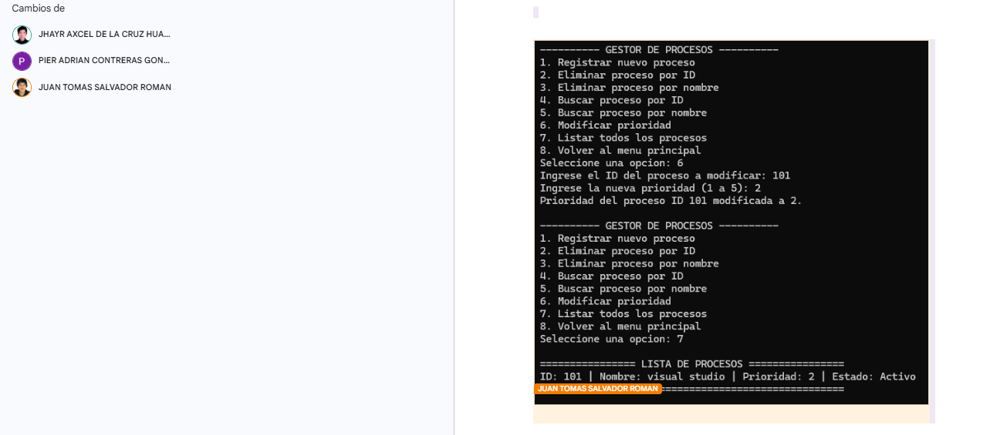 Cambios de
JHAYR AXCEL DE LA CRUZ HUA...
P
PIER ADRIAN CONTRERAS GON...
JUAN TOMAS SALVADOR ROMAN
---------- GESTOR DE PROCESOS ----------
1. Registrar nuevo proceso
2. Eliminar proceso por ID
3. Eliminar proceso por nombre
4. Buscar proceso por ID
5. Buscar proceso por nombre
6. Modificar prioridad
7. Listar todos los procesos
8. Volver al menu principal
Seleccione una opcion: 6
Ingrese el ID del proceso a modificar: 101
Ingrese la nueva prioridad (1 a 5): 2
Prioridad del proceso ID 101 modificada a 2.
---------- GESTOR DE PROCESOS ----------
1. Registrar nuevo proceso
2. Eliminar proceso por ID
3. Eliminar proceso por nombre
4. Buscar proceso por ID
5. Buscar proceso por nombre
6. Modificar prioridad
7. Listar todos los procesos
8. Volver al menu principal
Seleccione una opcion: 7
================ LISTA DE PROCESOS ================
ID: 101 | Nombre: visual studio | Prioridad: 2 | Estado: Activo
JUAN TOMAS SALVADOR ROMAN ==============================